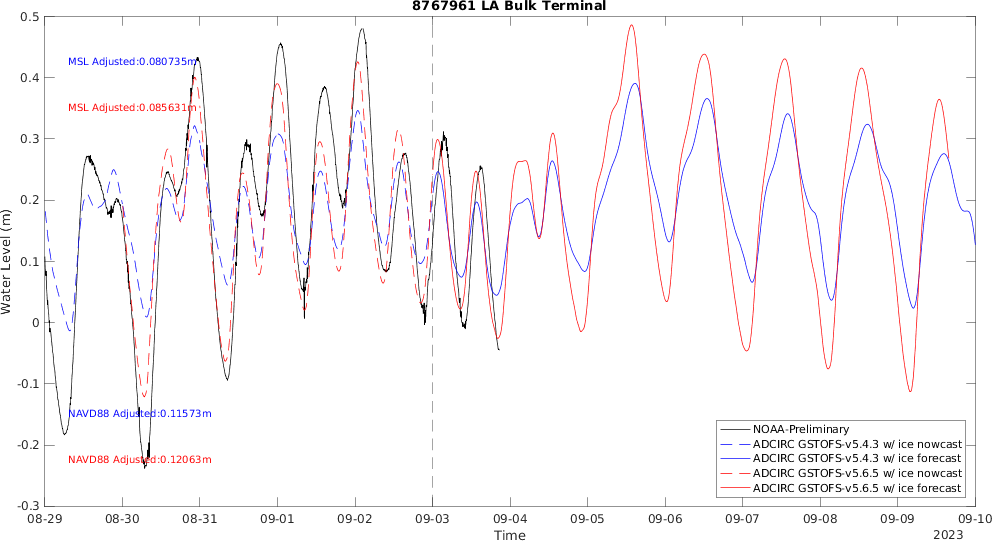 8767961 LA Bulk Terminal
0.5
MSL Adjusted:0.080735m
0.4
MSL Adjusted:0.085631m
0.3
0.2
Water Level (m)
0.1
0
-0.1
NAVD88 Adjusted:0.11573m
-0.2
NAVD88 Adjusted:0.12063m
-0.3
NOAA-Preliminary
ADCIRC GSTOFS-v5.4.3 w/ ice nowcast
ADCIRC GSTOFS-v5.4.3 w/ ice forecast
ADCIRC GSTOFS-v5.6.5 w/ ice nowcast
ADCIRC GSTOFS-v5.6.5 w/ ice forecast
08-29 08-30 08-31 09-01 09-02 09-03 09-04 09-05 09-06 09-07 09-08 09-09 09-10
Time
2023